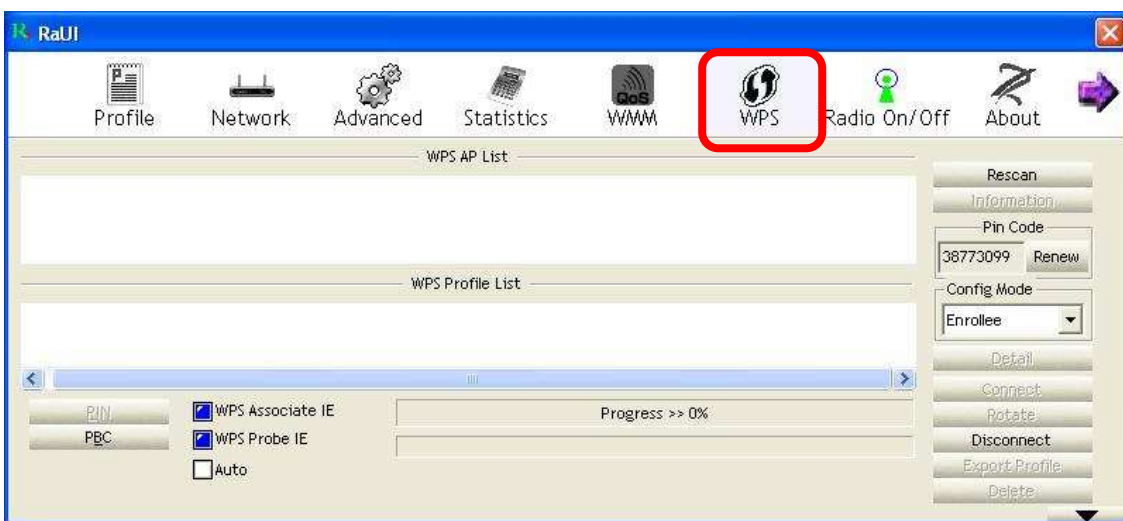 RaUI
Profile Network Advanced Statistics WMM WPS Radio On/Off About
QoS
WPS AP List
Rescan
Information
Pin Code
38773099 Renew
WPS Profile List
Config Mode
Enrollee
Detail
Connect
PIN WPS Associate IE Progress >> 0% Rotate
PBC WPS Probe IE Disconnect
Auto Export Profile
Delete